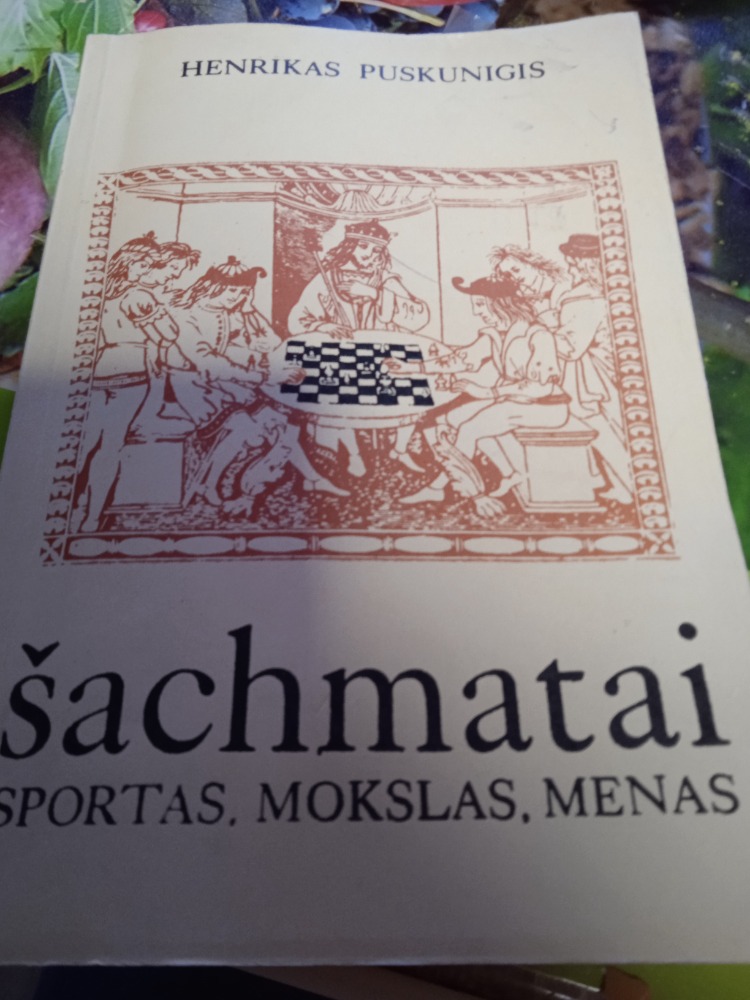 HENRIKAS PUSKUNIGIS
šachmatai
SPORTAS, MOKSLAS, MENAS